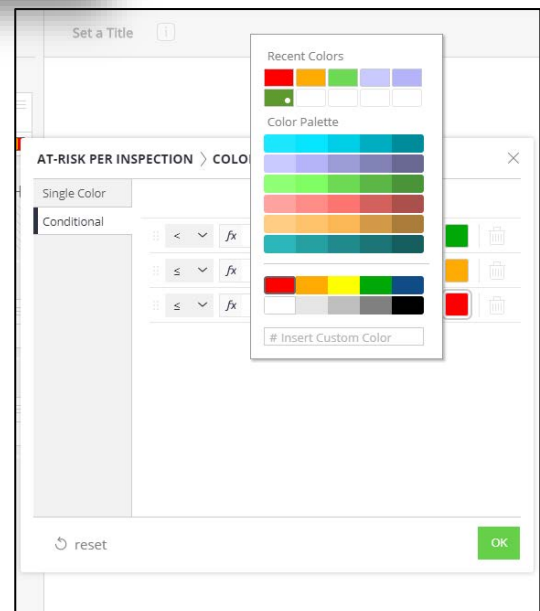 Set a Title i
Recent Colors
Color Palette
AT-RISK PER INSPECTION 〉
Single Color
Conditional
< fx
≤ fx
≤ fx
# Insert Custom Color
reset
OK